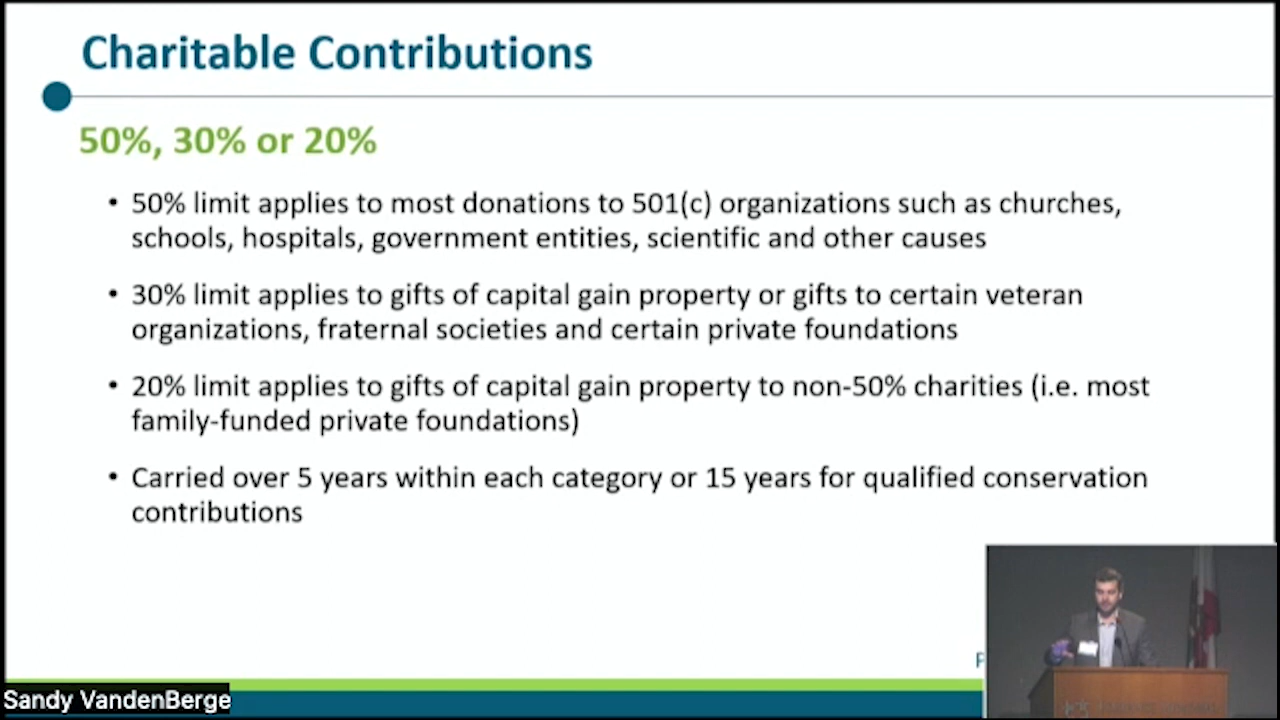 Charitable Contributions
50%, 30% or 20%
• 50% limit applies to most donations to 501(c) organizations such as churches,
schools, hospitals, government entities, scientific and other causes
• 30% limit applies to gifts of capital gain property or gifts to certain veteran
organizations, fraternal societies and certain private foundations
• 20% limit applies to gifts of capital gain property to non-50% charities (i.e. most
family-funded private foundations)
• Carried over 5 years within each category or 15 years for qualified conservation
contributions
Sandy VandenBerge